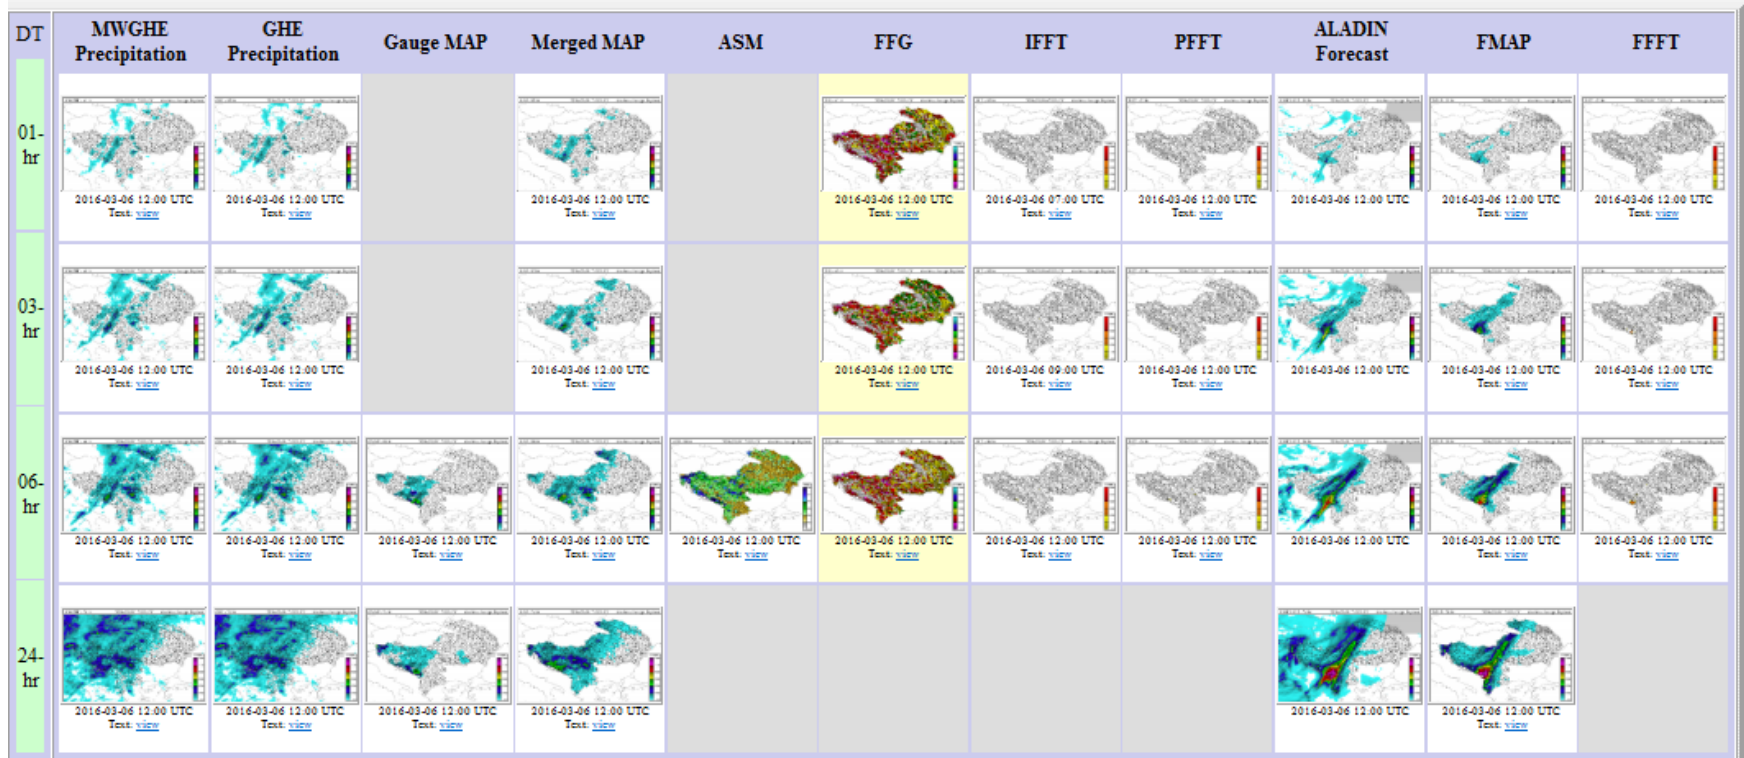 DT
MWGHE
Precipitation
GHE
Precipitation
Gauge MAP
Merged MAP
ASM
FFG
IFFT
PFFT
ALADIN
Forecast
FMAP
FFFT
01-
hr
2016-03-06 12:00 UTC
Text: view
2016-03-06 12:00 UTC
Text: view
2016-03-06 12:00 UTC
Text: view
2016-03-06 12:00 UTC
Text: view
2016-03-06 07:00 UTC
Text: view
2016-03-06 12:00 UTC
Text: view
2016-03-06 12:00 UTC
2016-03-06 12:00 UTC
Text: view
2016-03-06 12:00 UTC
Text: view
03-
hr
2016-03-06 12:00 UTC
Text: view
2016-03-06 12:00 UTC
Text: view
2016-03-06 12:00 UTC
Text: view
2016-03-06 12:00 UTC
Text: view
2016-03-06 09:00 UTC
Text: view
2016-03-06 12:00 UTC
Text: view
2016-03-06 12:00 UTC
2016-03-06 12:00 UTC
Text: view
2016-03-06 12:00 UTC
Text: view
06-
hr
2016-03-06 12:00 UTC
Text: view
2016-03-06 12:00 UTC
Text: view
2016-03-06 12:00 UTC
Text: view
2016-03-06 12:00 UTC
Text: view
2016-03-06 12:00 UTC
Text: view
2016-03-06 12:00 UTC
Text: view
2016-03-06 12:00 UTC
Text: view
2016-03-06 12:00 UTC
Text: view
2016-03-06 12:00 UTC
2016-03-06 12:00 UTC
Text: view
2016-03-06 12:00 UTC
Text: view
24-
hr
2016-03-06 12:00 UTC
Text: view
2016-03-06 12:00 UTC
Text: view
2016-03-06 12:00 UTC
Text: view
2016-03-06 12:00 UTC
Text: view
2016-03-06 12:00 UTC
2016-03-06 12:00 UTC
Text: view